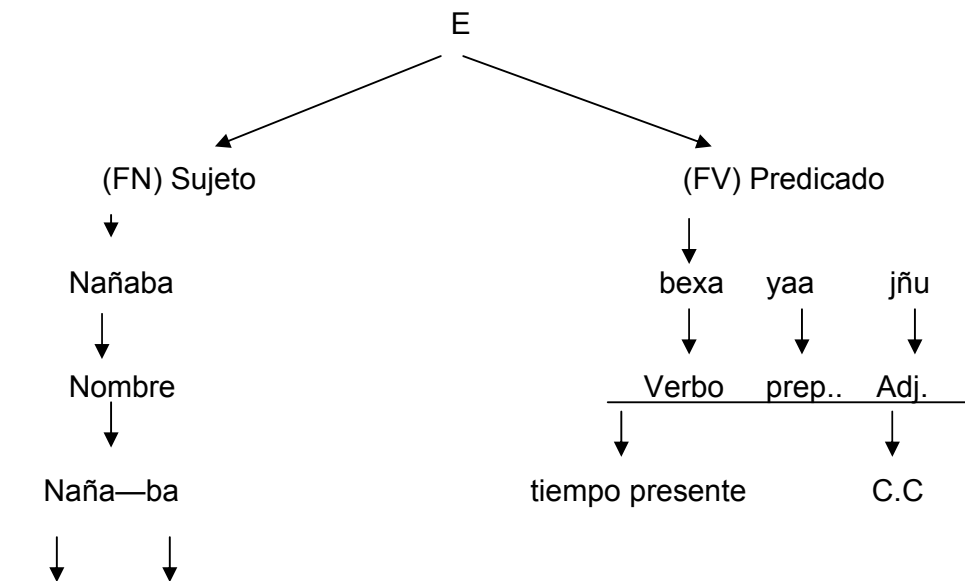 E
(FN) Sujeto (FV) Predicado
Nañaba bexa yaa jñu
Nombre Verbo prep.. Adj.
Naña—ba tiempo presente C.C